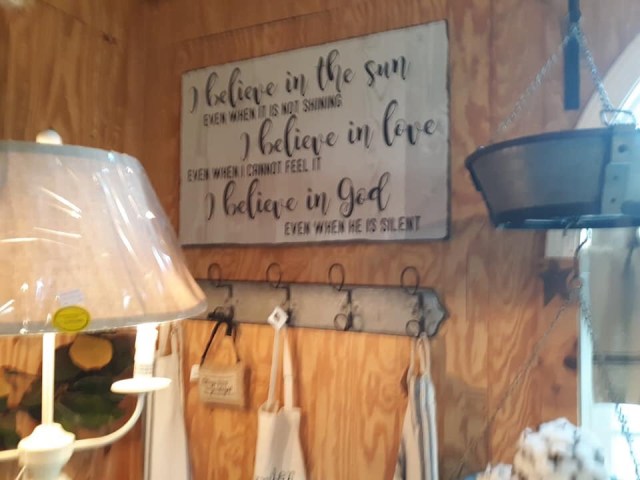 I believe in the sun
EVEN WHEN IT IS NOT SHINING
I believe in love
EVEN WHEN I CANNOT FEEL IT
I believe in God
EVEN WHEN HE IS SILENT